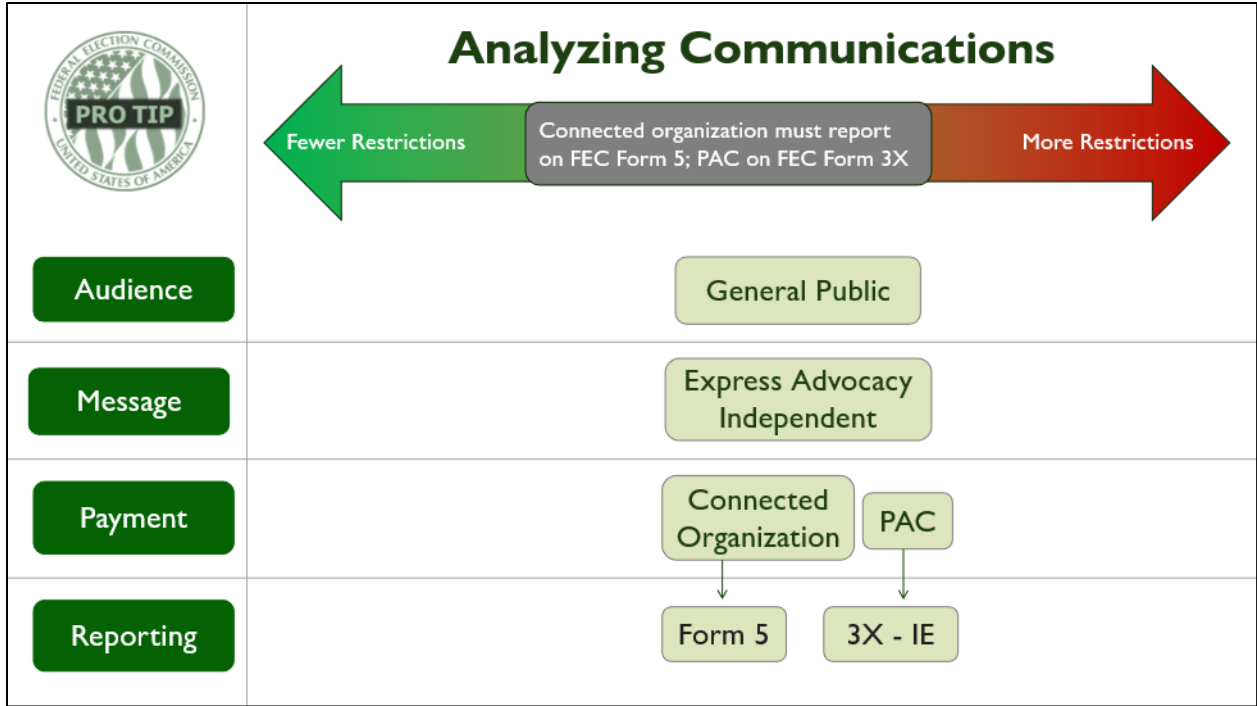 FEDERAL ELECTION COMMISSION
PRO TIP
UNITED STATES OF AMERICA
Analyzing Communications
Fewer Restrictions
Connected organization must report
on FEC Form 5; PAC on FEC Form 3X
More Restrictions
Audience
General Public
Message
Express Advocacy
Independent
Payment
Connected
Organization
PAC
Reporting
Form 5
3X - IE